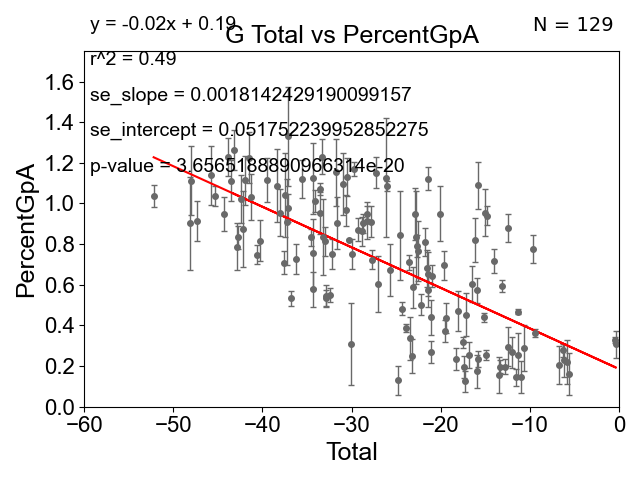 y = -0.02x + 0.19
G Total vs PercentGpA
N = 129
r^2 = 0.49
se_slope = 0.0018142429190099157
se_intercept = 0.051752239952852275
p-value = 3.6565188890966314e-20
1.6
1.4
1.2
1.0
0.8
0.6
0.4
0.2
0.0
PercentGpA
−60
−50
−40
−30
−20
−10
0
Total